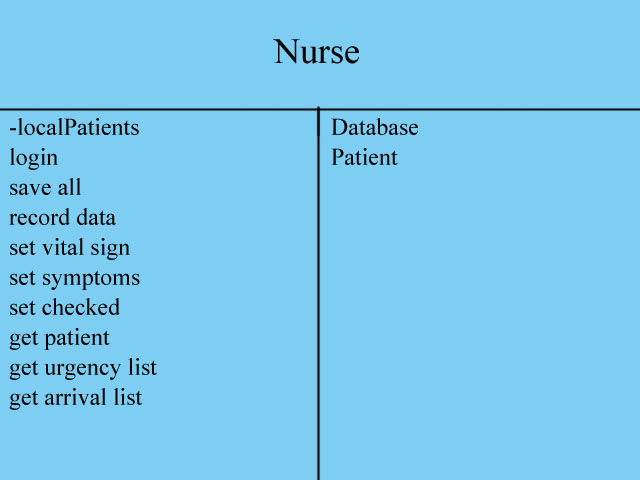 Nurse
-localPatients
login
save all
record data
set vital sign
set symptoms
set checked
get patient
get urgency list
get arrival list
Database
Patient